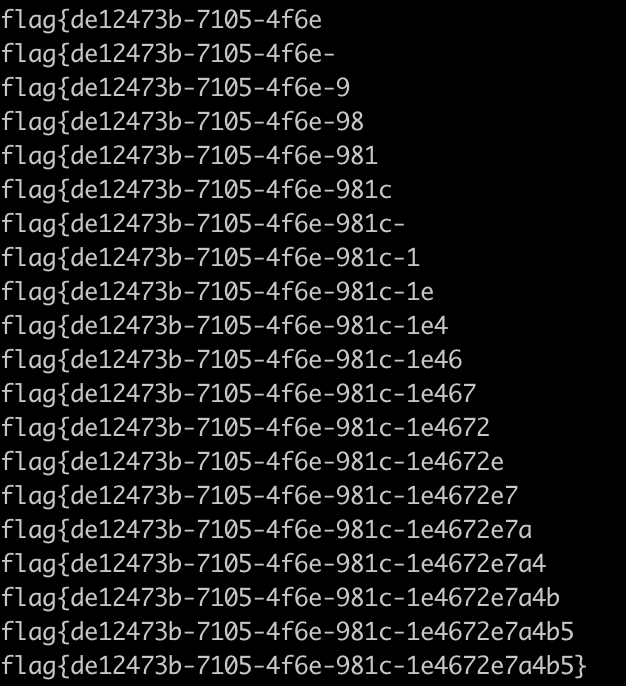 flag{de12473b-7105-4f6e
flag{de12473b-7105-4f6e-
flag{de12473b-7105-4f6e-9
flag{de12473b-7105-4f6e-98
flag{de12473b-7105-4f6e-981
flag{de12473b-7105-4f6e-981c
flag{de12473b-7105-4f6e-981c-
flag{de12473b-7105-4f6e-981c-1
flag{de12473b-7105-4f6e-981c-1e
flag{de12473b-7105-4f6e-981c-1e4
flag{de12473b-7105-4f6e-981c-1e46
flag{de12473b-7105-4f6e-981c-1e467
flag{de12473b-7105-4f6e-981c-1e4672
flag{de12473b-7105-4f6e-981c-1e4672e
flag{de12473b-7105-4f6e-981c-1e4672e7
flag{de12473b-7105-4f6e-981c-1e4672e7a
flag{de12473b-7105-4f6e-981c-1e4672e7a4
flag{de12473b-7105-4f6e-981c-1e4672e7a4b
flag{de12473b-7105-4f6e-981c-1e4672e7a4b5
flag{de12473b-7105-4f6e-981c-1e4672e7a4b5}